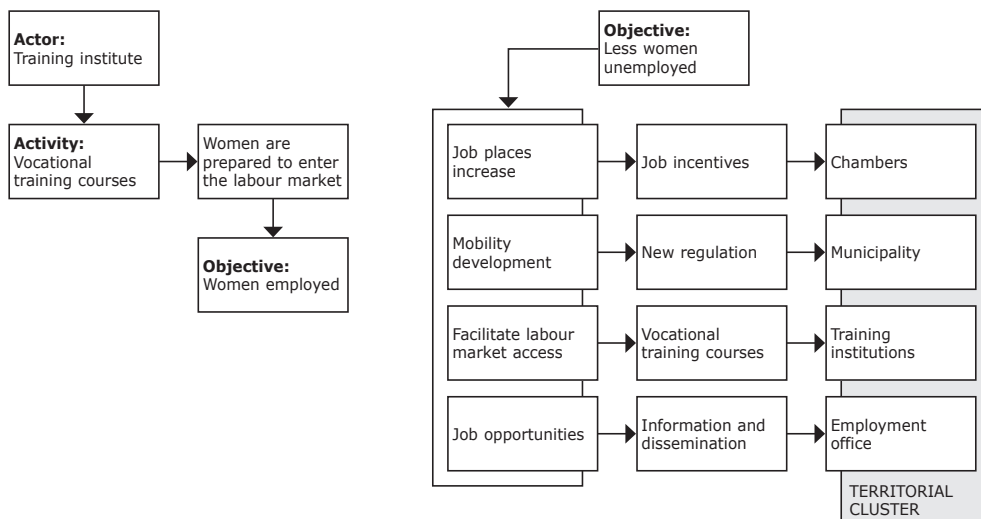 Actor:
Training institute
Activity:
Vocational
training courses
Women are
prepared to enter
the labour market
Objective:
Women employed
Objective:
Less women
unemployed
Job places
increase
Job incentives
Chambers
Mobility
development
New regulation
Municipality
Facilitate labour
market access
Vocational
training courses
Training
institutions
Job opportunities
Information and
dissemination
Employment
office
TERRITORIAL
CLUSTER